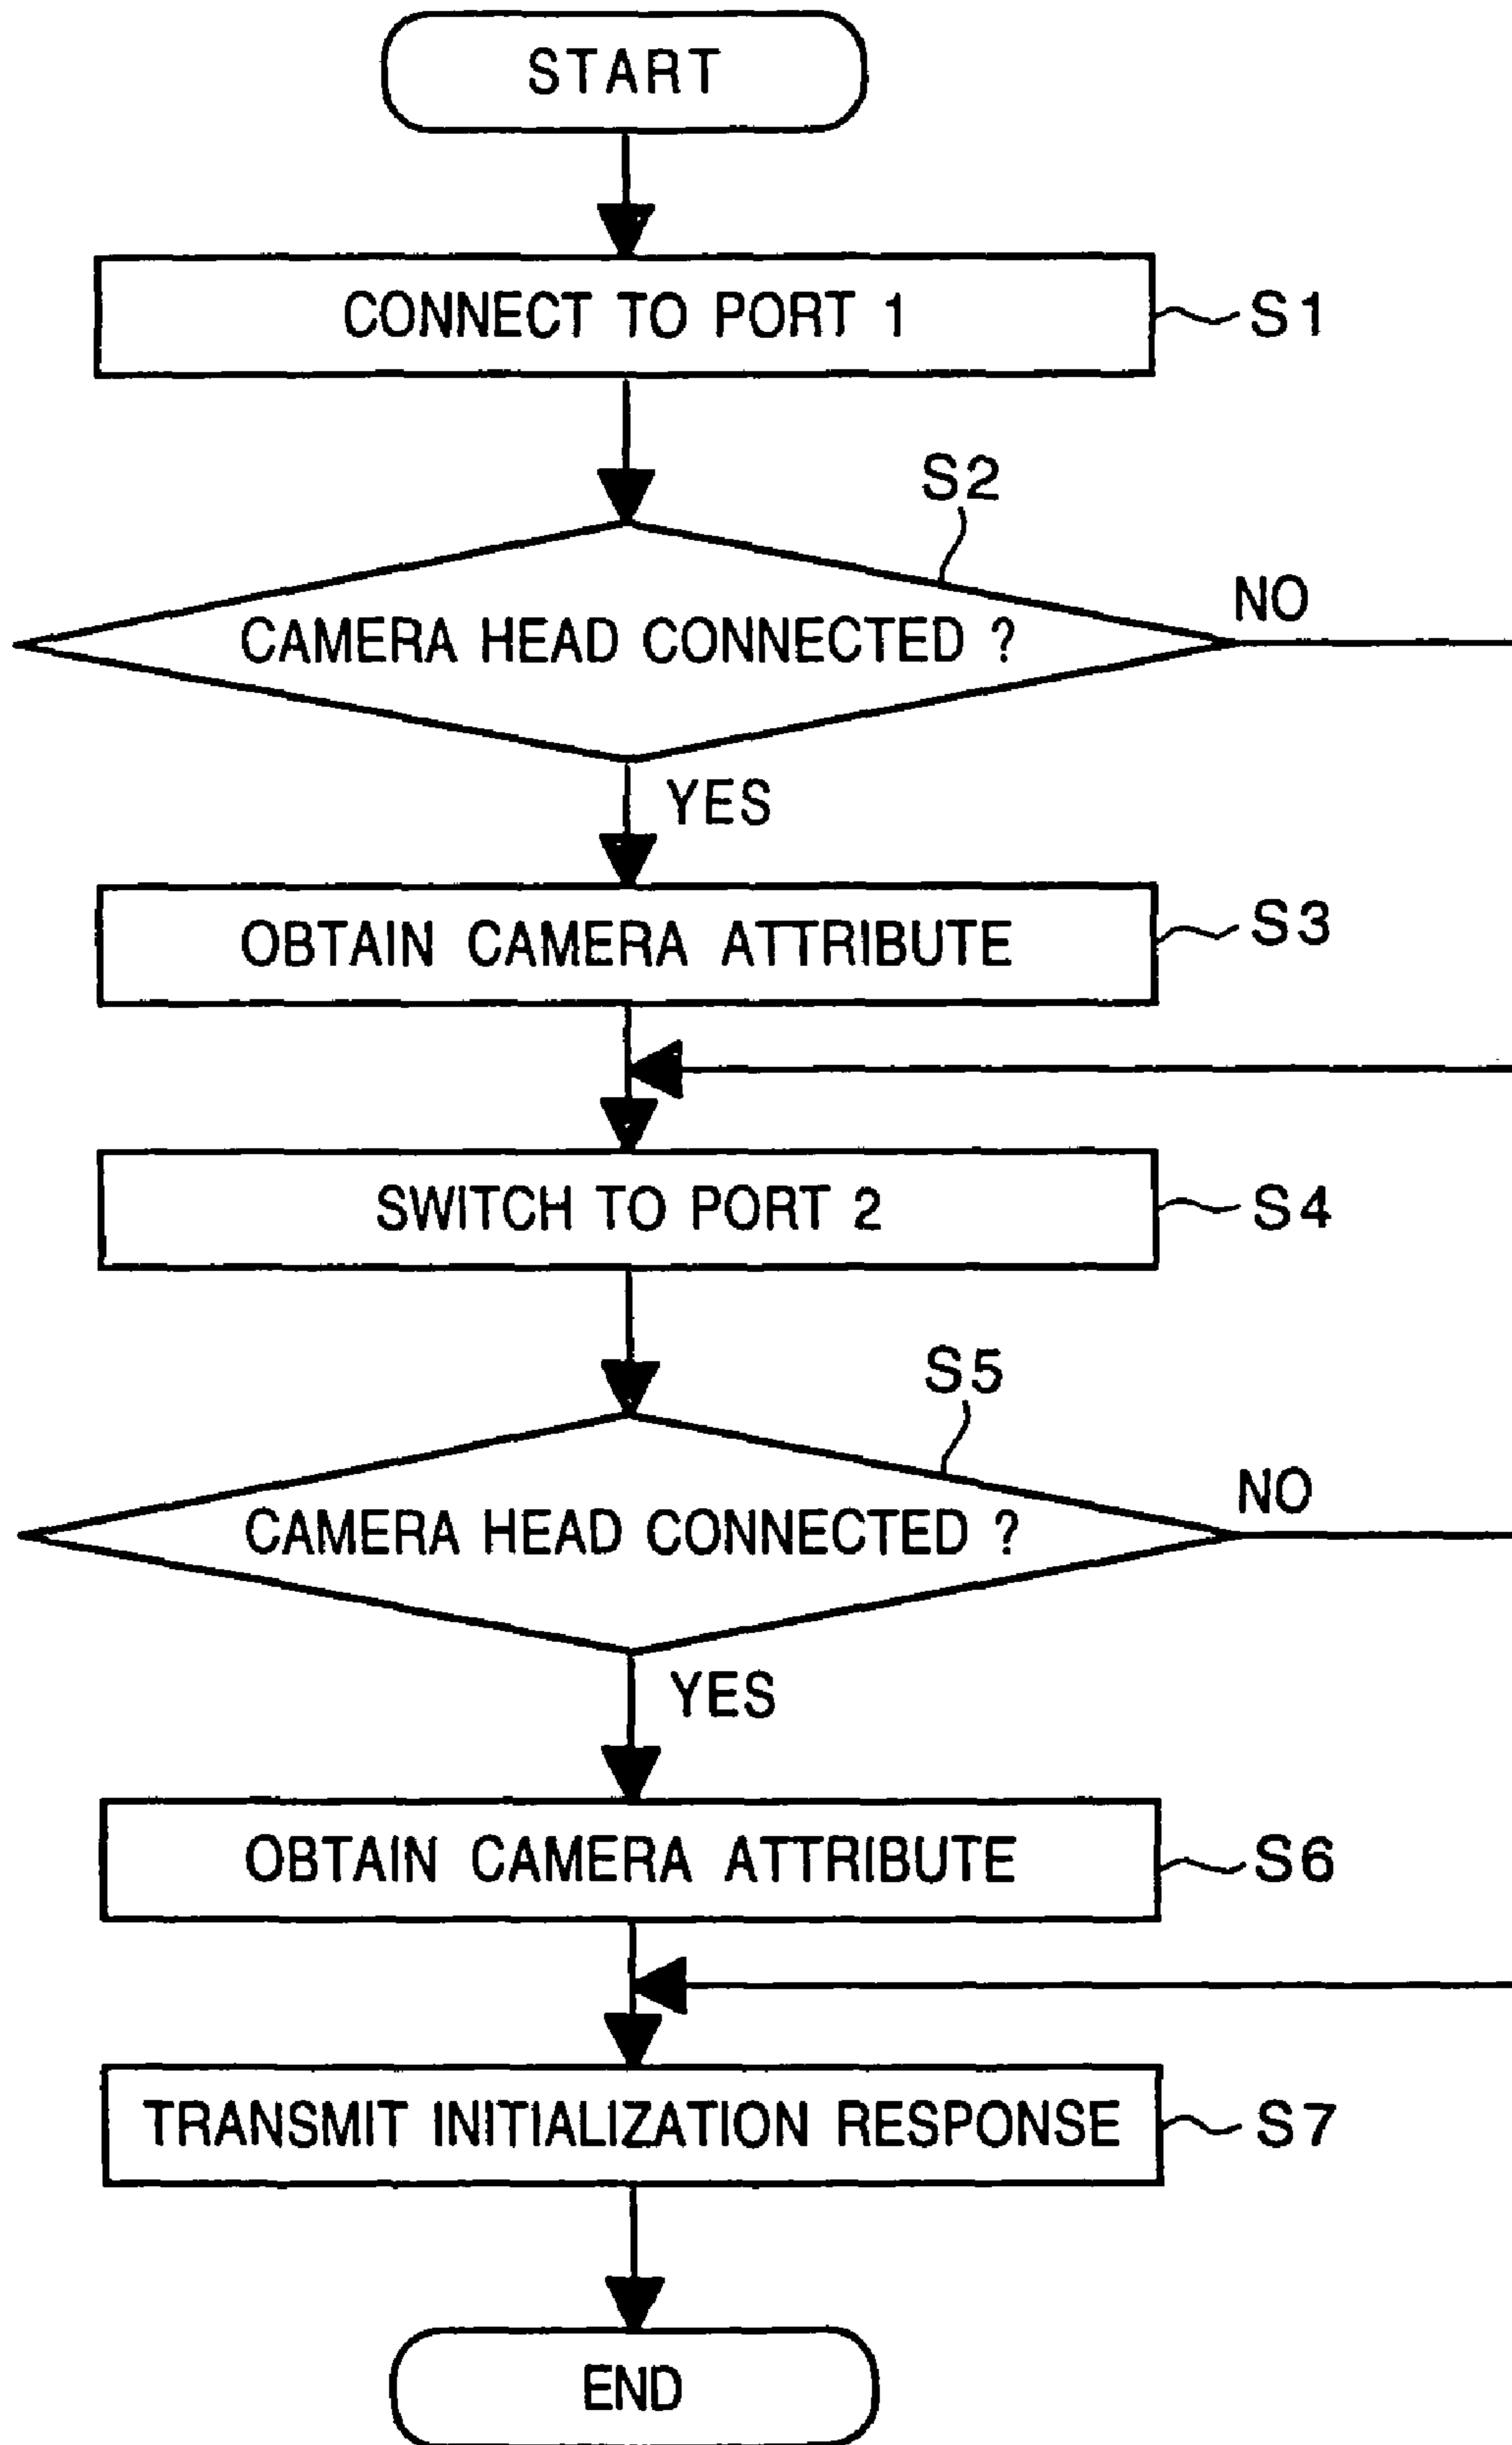 START
CONNECT TO PORT 1
S1
S2
CAMERA HEAD CONNECTED ?
NO
YES
OBTAIN CAMERA ATTRIBUTE
S3
SWITCH TO PORT 2
S4
S5
CAMERA HEAD CONNECTED ?
NO
YES
OBTAIN CAMERA ATTRIBUTE
S6
TRANSMIT INITIALIZATION RESPONSE
S7
END